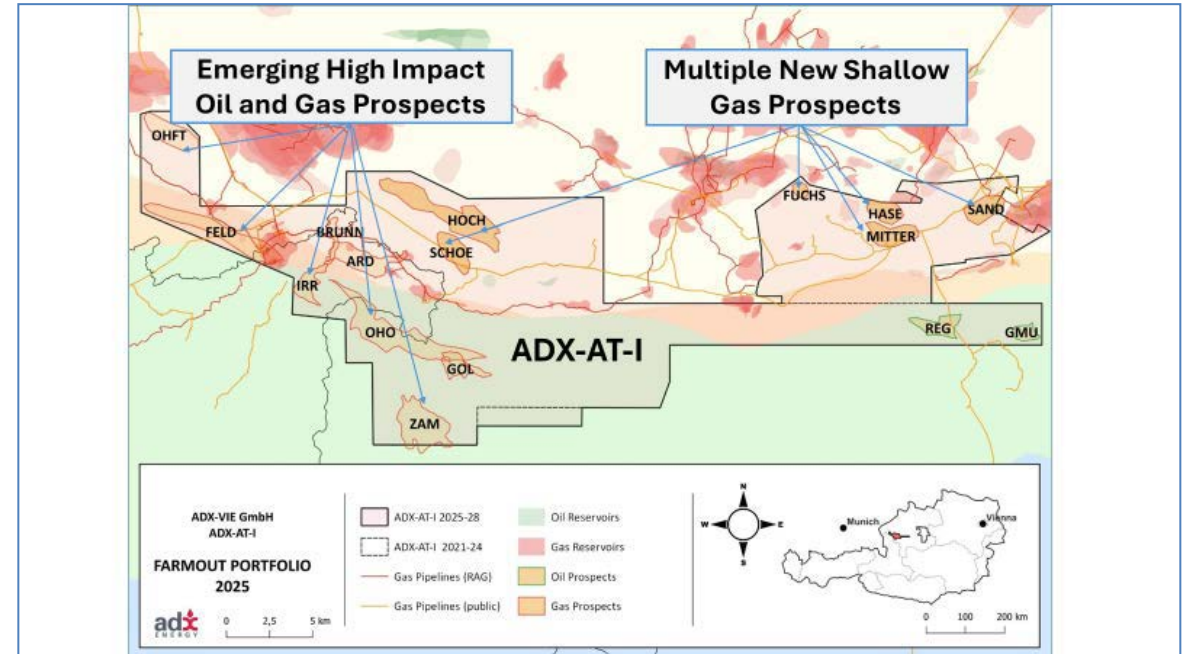 Emerging High Impact
Oil and Gas Prospects
Multiple New Shallow
Gas Prospects
OHFT
FUCHS
HASE
SAND
HOCH
FELD
BRUNN
MITTER
SCHOE
ARD
IRR
OHO
REG
GMU
ADX-AT-I
GOL
ZAM
ADX-VIE GmbH
ADX-AT-I
FARMOUT PORTFOLIO
2025
adx
ENERGY
0 2,5 5 km
ADX-AT-I 2025-28
ADX-AT-I 2021-24
Gas Pipelines (RAG)
Gas Pipelines (public)
Oil Reservoirs
Gas Reservoirs
Oil Prospects
Gas Prospects
N
W E
S
Munich
Vienna
0 100 200 km